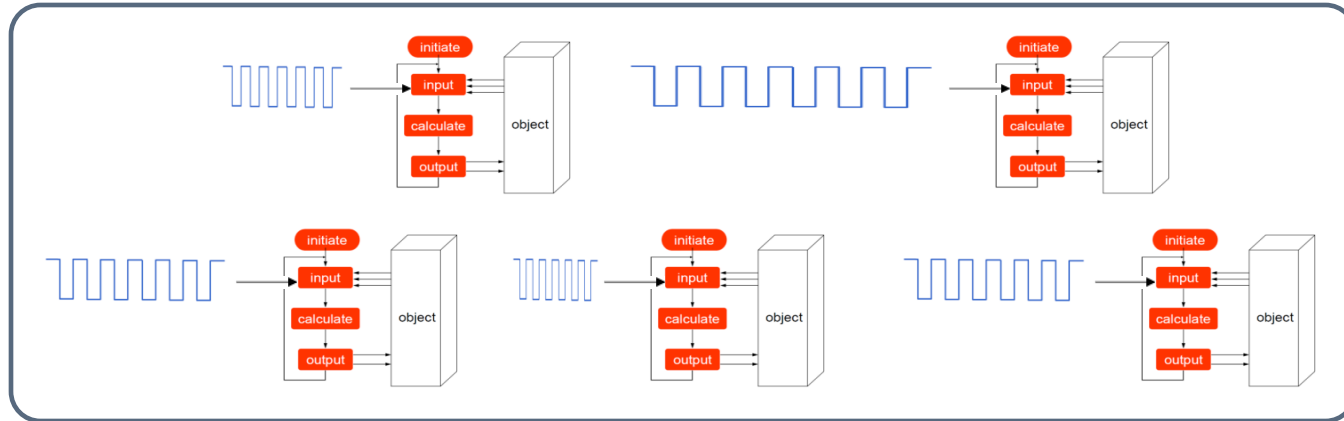 initiate
input
calculate
output
object
initiate
input
calculate
output
object
initiate
input
calculate
output
object
initiate
input
calculate
output
object
initiate
input
calculate
output
object